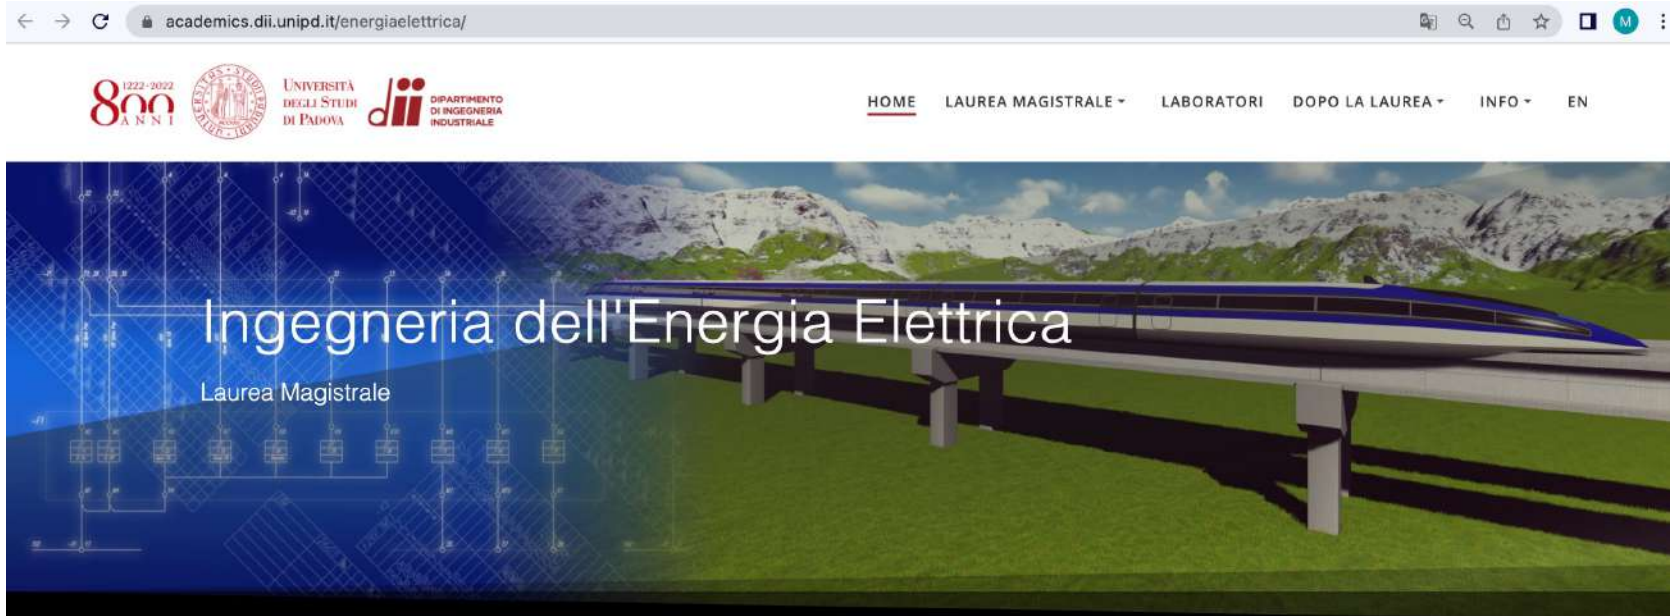 academics.dii.unipd.it/energiaelettrica/
M
1222-2022
800
ANNI
UNIVERSITÀ
DEGLI STUDI
DI PADOVA
dii
DIPARTIMENTO
DI INGEGNERIA
INDUSTRIALE
HOME LAUREA MAGISTRALE LABORATORI DOPO LA LAUREA INFO EN
Ingegneria dell'Energia Elettrica
Laurea Magistrale